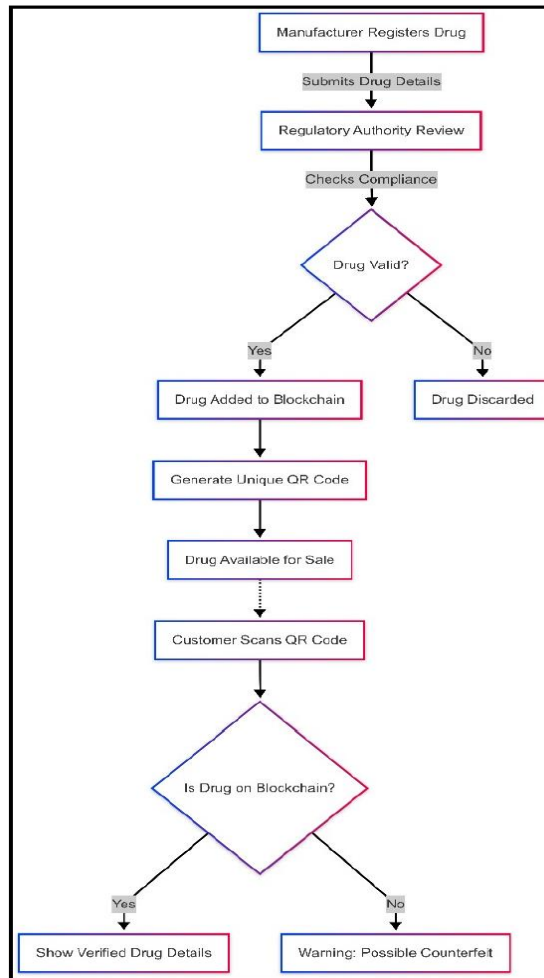 Manufacturer Registers Drug
Submits Drug Details
Regulatory Authority Review
Checks Compliance
Drug Valid?
Yes
No
Drug Added to Blockchain
Drug Discarded
Generate Unique QR Code
Drug Available for Sale
Customer Scans QR Code
Is Drug on Blockchain?
Yes
No
Show Verified Drug Details
Warning: Possible Counterfeit